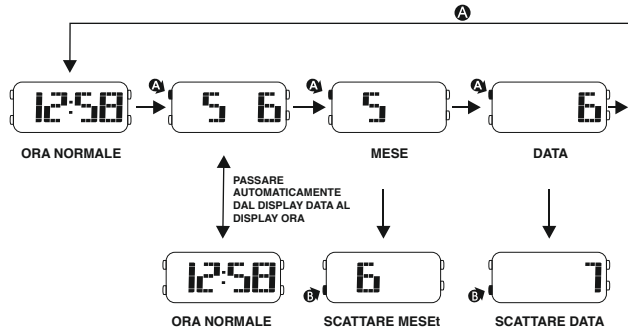 A
12:58
A
5 6
A
5
A
6
ORA NORMALE
MESE
DATA
PASSARE
AUTOMATICAMENTE
DAL DISPLAY DATA AL
DISPLAY ORA
12:58
B
6
B
7
ORA NORMALE
SCATTARE MESEt
SCATTARE DATA